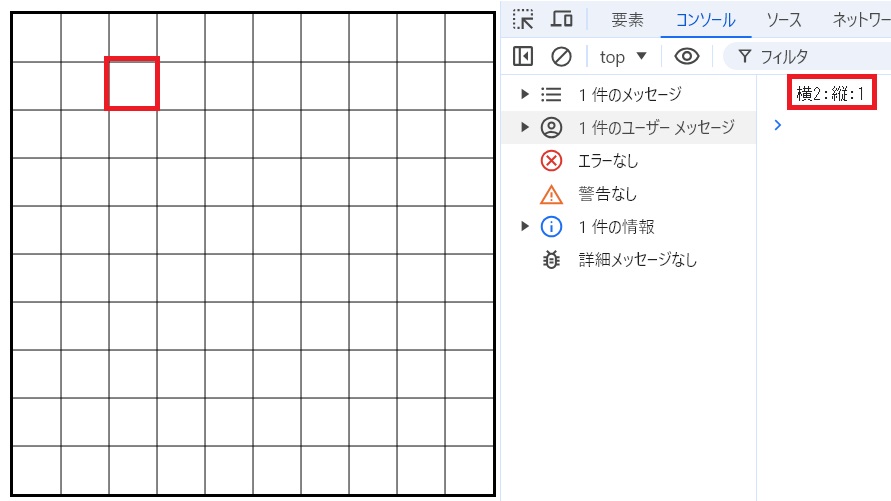 要素 コンソール ソース ネットワー
top フィルタ
1 件のメッセージ
1 件のユーザー メッセージ
エラーなし
警告なし
1 件の情報
詳細メッセージなし
横2:縦:1